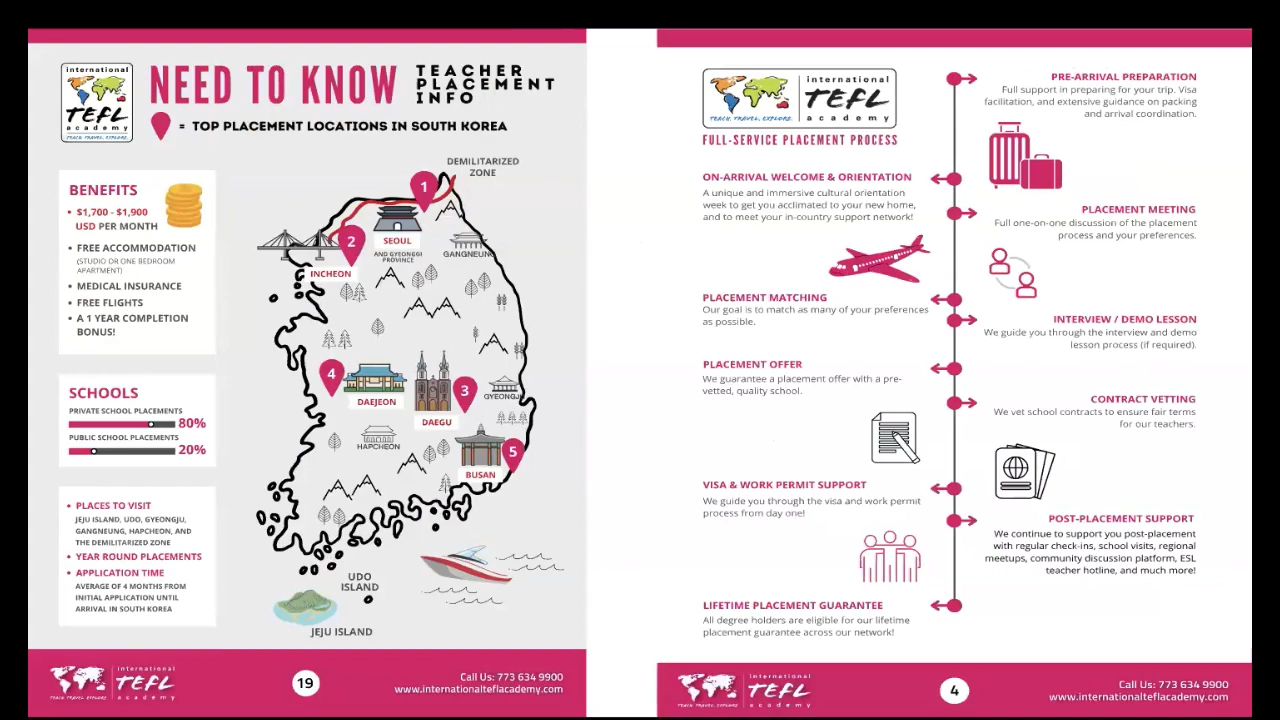 international
TEFL
academy
TEACH. TRAVEL. EXPLORE.
NEED TO KNOW
TEACHER
PLACEMENT
INFO
= TOP PLACEMENT LOCATIONS IN SOUTH KOREA
BENEFITS
• $1,700 - $1,900
USD PER MONTH
• FREE ACCOMMODATION
(STUDIO OR ONE BEDROOM
APARTMENT)
• MEDICAL INSURANCE
• FREE FLIGHTS
• A 1 YEAR COMPLETION
BONUS!
SCHOOLS
PRIVATE SCHOOL PLACEMENTS
80%
PUBLIC SCHOOL PLACEMENTS
20%
• PLACES TO VISIT
JEJU ISLAND, UDO, GYEONGJU,
GANGNEUNG, HAPCHEON, AND
THE DEMILITARIZED ZONE
• YEAR ROUND PLACEMENTS
• APPLICATION TIME
AVERAGE OF 4 MONTHS FROM
INITIAL APPLICATION UNTIL
ARRIVAL IN SOUTH KOREA
DEMILITARIZED
ZONE
1
2
SEOUL
AND GYEONGGI
PROVINCE
GANGNEUNG
INCHEON
4
3
DAEJEON
GYEONGJU
DAEGU
HAPCHEON
5
BUSAN
UDO
ISLAND
JEJU ISLAND
international
TEFL
academy
TEACH. TRAVEL. EXPLORE.
19
Call Us: 773 634 9900
www.internationalteflacademy.com
international
TEFL
academy
TEACH. TRAVEL. EXPLORE.
FULL-SERVICE PLACEMENT PROCESS
PRE-ARRIVAL PREPARATION
Full support in preparing for your trip. Visa
facilitation, and extensive guidance on packing
and arrival coordination.
ON-ARRIVAL WELCOME & ORIENTATION
A unique and immersive cultural orientation
week to get you acclimated to your new home,
and to meet your in-country support network!
PLACEMENT MEETING
Full one-on-one discussion of the placement
process and your preferences.
PLACEMENT MATCHING
Our goal is to match as many of your preferences
as possible.
INTERVIEW / DEMO LESSON
We guide you through the interview and demo
lesson process (if required).
PLACEMENT OFFER
We guarantee a placement offer with a pre-
vetted, quality school.
CONTRACT VETTING
We vet school contracts to ensure fair terms
for our teachers.
VISA & WORK PERMIT SUPPORT
We guide you through the visa and work permit
process from day one!
POST-PLACEMENT SUPPORT
We continue to support you post-placement
with regular check-ins, school visits, regional
meetups, community discussion platform, ESL
teacher hotline, and much more!
LIFETIME PLACEMENT GUARANTEE
All degree holders are eligible for our lifetime
placement guarantee across our network!
international
TEFL
academy
TEACH. TRAVEL. EXPLORE.
4
Call Us: 773 634 9900
www.internationalteflacademy.com